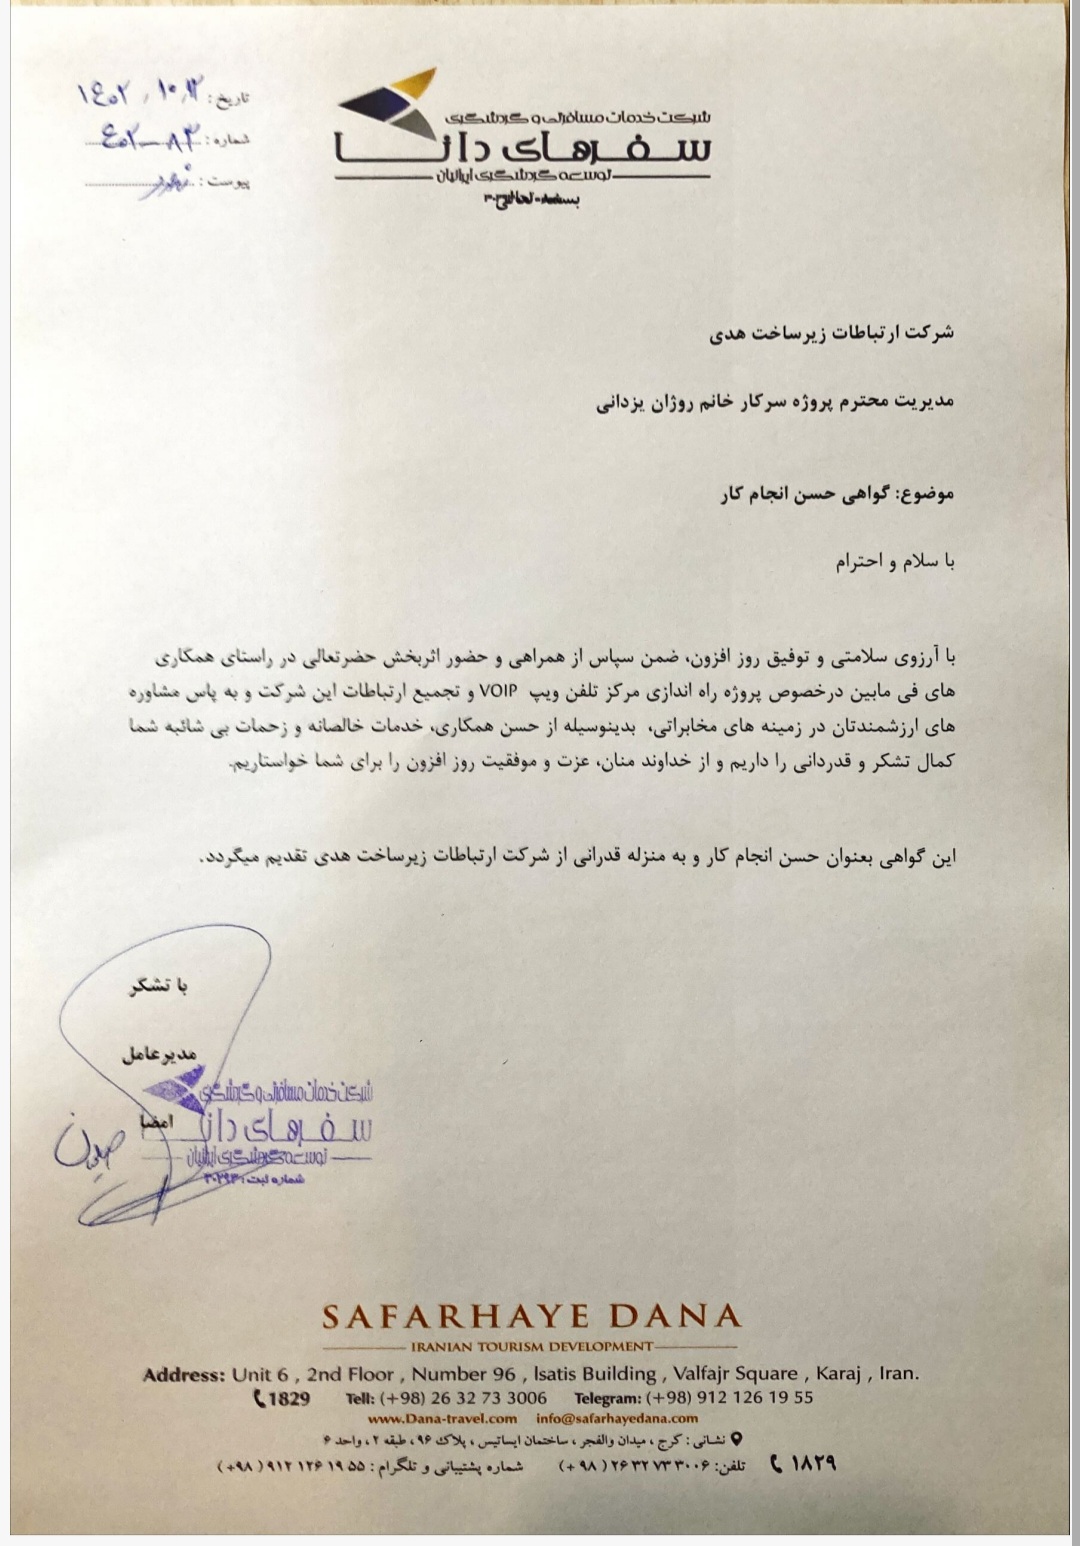 تاریخ: ۱۴۰۲
شماره: ۴۰۲-۸۳
پیوست: ندارد
شرکت خدمات مسافرتی و گردشگری
سفرهای دانا
توسعه گردشگری ایرانیان
شرکت ارتباطات زیرساخت هدی
مدیریت محترم پروژه سرکار خانم روژان یزدانی
موضوع: گواهی حسن انجام کار
با سلام و احترام
با آرزوی سلامتی و توفیق روز افزون، ضمن سپاس از همراهی و حضور اثربخش حضرتعالی در راستای همکاری
های فی مابین درخصوص پروژه راه اندازی مرکز تلفن ویپ VOIP و تجمیع ارتباطات این شرکت و به پاس مشاوره
های ارزشمندتان در زمینه های مخابراتی، بدینوسیله از حسن همکاری، خدمات خالصانه و زحمات بی شائبه شما
کمال تشکر و قدردانی را داریم و از خداوند منان، عزت و موفقیت روز افزون را برای شما خواستاریم.
این گواهی بعنوان حسن انجام کار و به منزله قدرانی از شرکت ارتباطات زیرساخت هدی تقدیم میگردد.
با تشکر
مدیرعامل
امضا
شرکت خدمات مسافرتی و گردشگری
سفرهای دانا
توسعه گردشگری ایرانیان
شماره ثبت:
SAFARHAYE DANA
IRANIAN TOURISM DEVELOPMENT
Address: Unit 6 , 2nd Floor , Number 96 , Isatis Building , Valfajr Square , Karaj , Iran.
1829 Tell: (+98) 26 32 73 3006 Telegram: (+98) 912 126 19 55
www.Dana-travel.com info@safarhayedana.com
نشانی : کرج ، میدان والفجر ، ساختمان ایساتیس ، پلاک ۹۶ ، طبقه ۲ ، واحد ۶
۱۸۲۹ تلفن: ۳۰۰۶ ۷۳ ۳۲ ۲۶ (۹۸+) شماره پشتیبانی و تلگرام : ۵۵ ۱۹ ۱۲۶ ۹۱۲ (۹۸+)